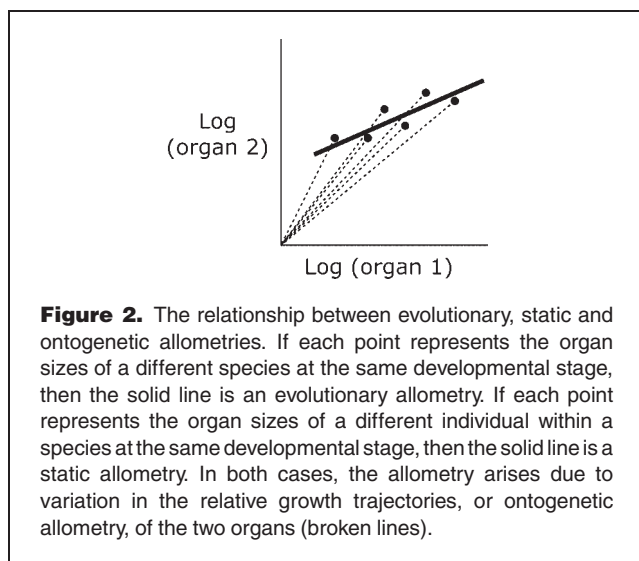 Log
(organ 2)
Log (organ 1)
Figure 2. The relationship between evolutionary, static and
ontogenetic allometries. If each point represents the organ
sizes of a different species at the same developmental stage,
then the solid line is an evolutionary allometry. If each point
represents the organ sizes of a different individual within a
species at the same developmental stage, then the solid line is a
static allometry. In both cases, the allometry arises due to
variation in the relative growth trajectories, or ontogenetic
allometry, of the two organs (broken lines).